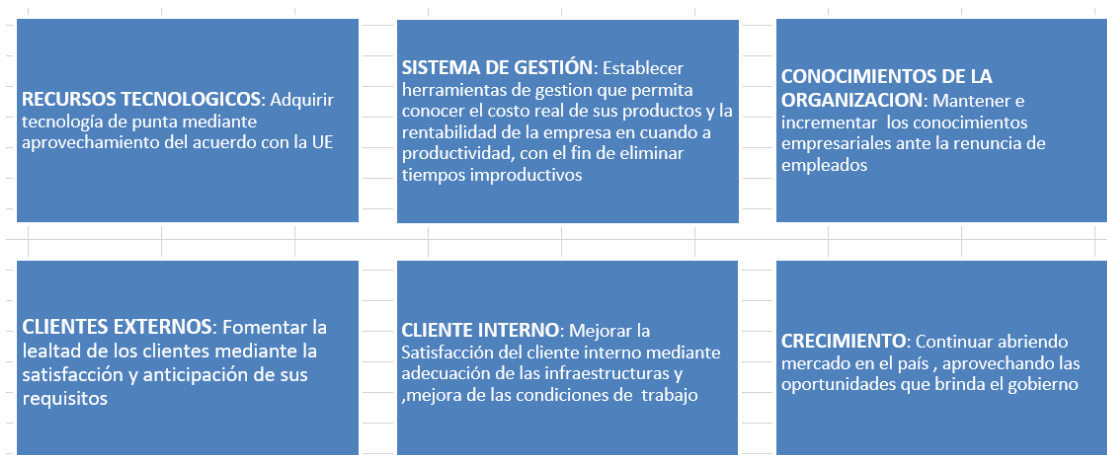 RECURSOS TECNOLOGICOS: Adquirir
tecnología de punta mediante
aprovechamiento del acuerdo con la UE
SISTEMA DE GESTIÓN: Establecer
herramientas de gestion que permita
conocer el costo real de sus productos y la
rentabilidad de la empresa en cuando a
productividad, con el fin de eliminar
tiempos improductivos
CONOCIMIENTOS DE LA
ORGANIZACION: Mantener e
incrementar los conocimientos
empresariales ante la renuncia de
empleados
CLIENTES EXTERNOS: Fomentar la
lealtad de los clientes mediante la
satisfacción y anticipación de sus
requisitos
CLIENTE INTERNO: Mejorar la
Satisfacción del cliente interno mediante
adecuación de las infraestructuras y
,mejora de las condiciones de trabajo
CRECIMIENTO: Continuar abriendo
mercado en el país , aprovechando las
oportunidades que brinda el gobierno